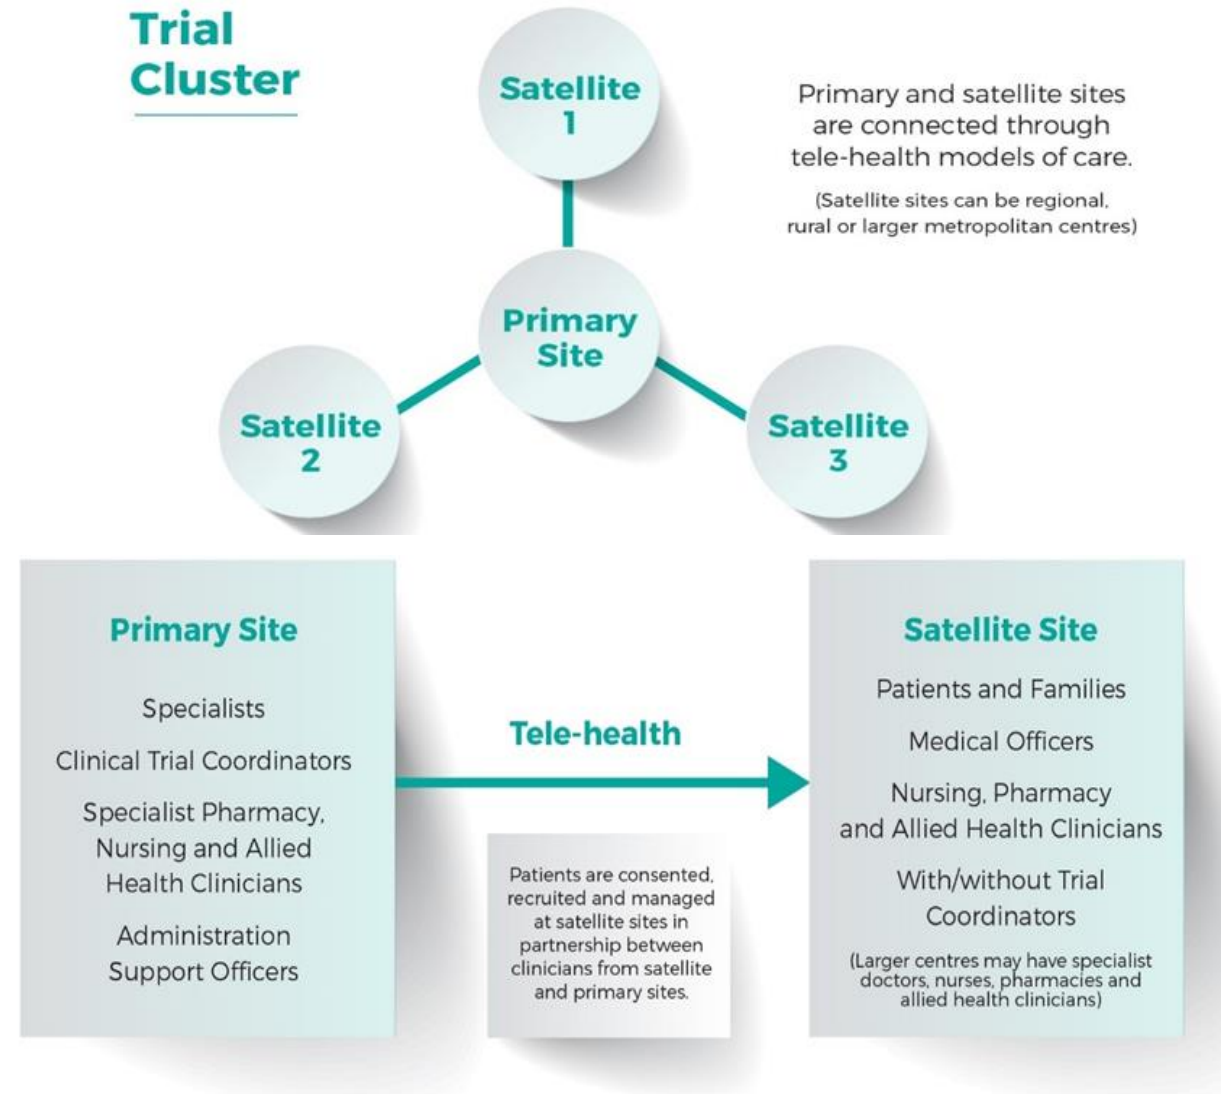 Trial
Cluster
Satellite
1
Primary and satellite sites
are connected through
tele-health models of care.
(Satellite sites can be regional,
rural or larger metropolitan centres)
Primary
Site
Satellite
2
Satellite
3
Primary Site
Specialists
Clinical Trial Coordinators
Specialist Pharmacy,
Nursing and Allied
Health Clinicians
Administration
Support Officers
Tele-health
Patients are consented,
recruited and managed
at satellite sites in
partnership between
clinicians from satellite
and primary sites.
Satellite Site
Patients and Families
Medical Officers
Nursing, Pharmacy
and Allied Health Clinicians
With/without Trial
Coordinators
(Larger centres may have specialist
doctors, nurses, pharmacies and
allied health clinicians)